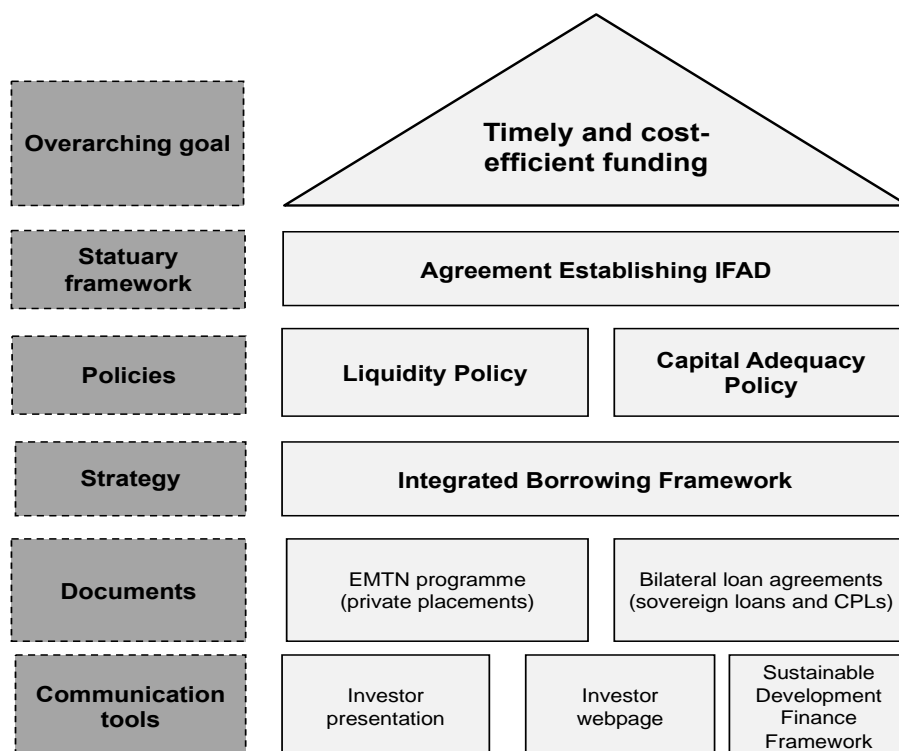 Overarching goal
Timely and cost-
efficient funding
Statuary
framework
Agreement Establishing IFAD
Policies
Liquidity Policy
Capital Adequacy
Policy
Strategy
Integrated Borrowing Framework
Documents
EMTN programme
(private placements)
Bilateral loan agreements
(sovereign loans and CPLs)
Communication
tools
Investor
presentation
Investor
webpage
Sustainable
Development
Finance
Framework